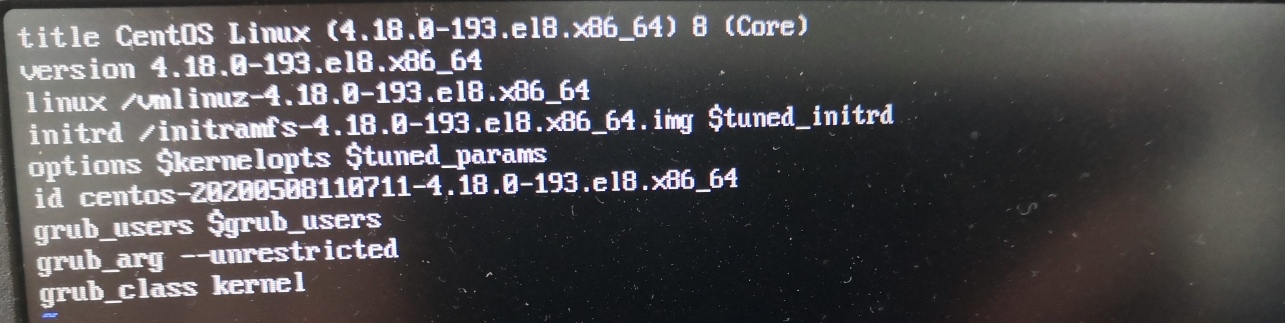 title CentOS Linux (4.18.0-193.el8.x86_64) 8 (Core)
version 4.18.0-193.el8.x86_64
linux /vmlinuz-4.18.0-193.el8.x86_64
initrd /initramfs-4.18.0-193.el8.x86_64.img $tuned_initrd
options $kernelopts $tuned_params
id centos-20200508110711-4.18.0-193.el8.x86_64
grub_users $grub_users
grub_arg --unrestricted
grub_class kernel
~